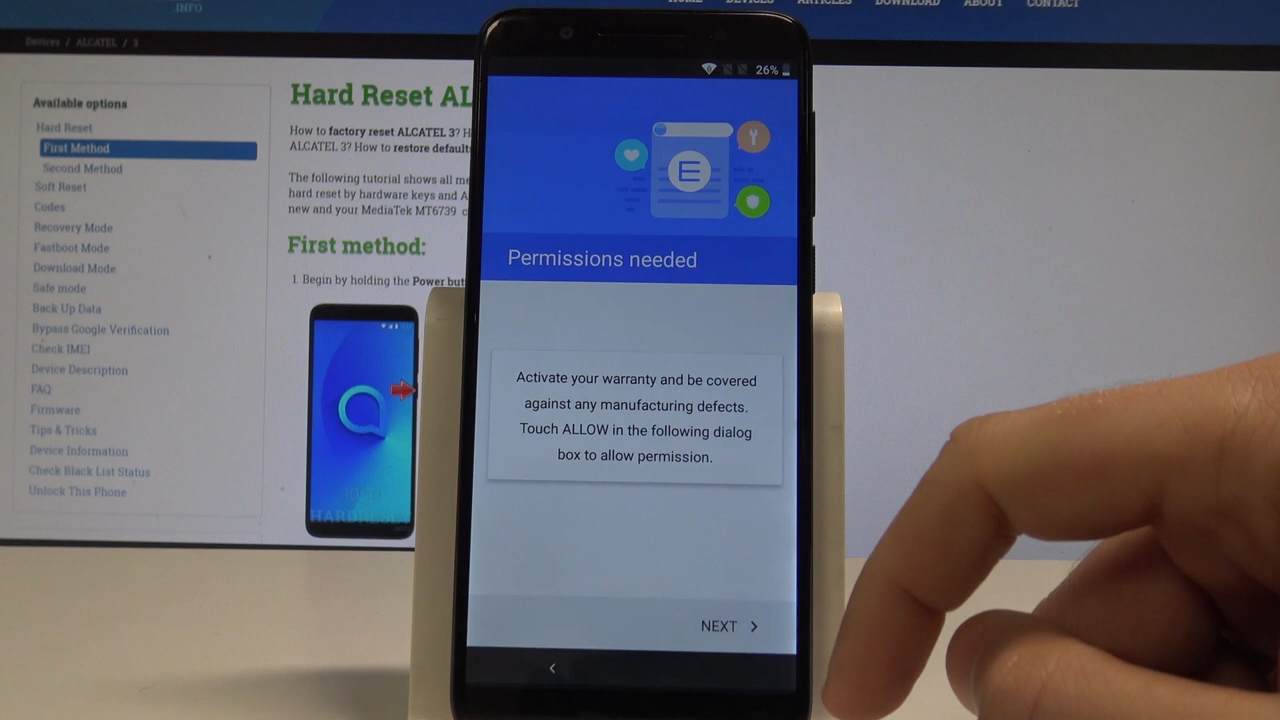 .INFO
HOME DEVICES ARTICLES DOWNLOAD ABOUT CONTACT
Devices / ALCATEL / 3
Available options
Hard Reset
First Method
Second Method
Soft Reset
Codes
Recovery Mode
Fastboot Mode
Download Mode
Safe mode
Back Up Data
Bypass Google Verification
Check IMEI
Device Description
FAQ
Firmware
Tips & Tricks
Device Information
Check Black List Status
Unlock This Phone
Hard Reset AL
How to factory reset ALCATEL 3? H
ALCATEL 3? How to restore default
The following tutorial shows all me
hard reset by hardware keys and A
new and your MediaTek MT6739 c
First method:
1. Begin by holding the Power but
26%
Permissions needed
Activate your warranty and be covered
against any manufacturing defects.
Touch ALLOW in the following dialog
box to allow permission.
NEXT >